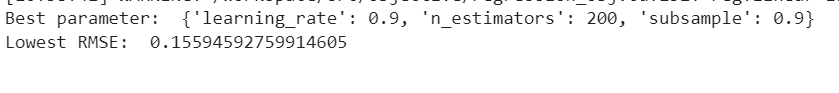 Best parameter:  {'learning_rate': 0.9, 'n_estimators': 200, 'subsample': 0.9}
Lowest RMSE:  0.15594592759914605